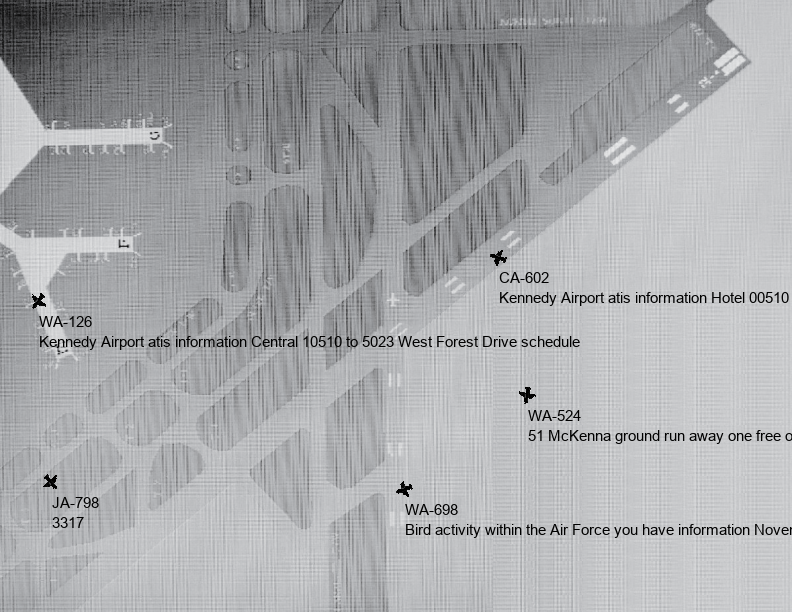 CA-602
Kennedy Airport atis information Hotel 00510
WA-126
Kennedy Airport atis information Central 10510 to 5023 West Forest Drive schedule
WA-524
51 McKenna ground run away one free o
JA-798
3317
WA-698
Bird activity within the Air Force you have information Nover